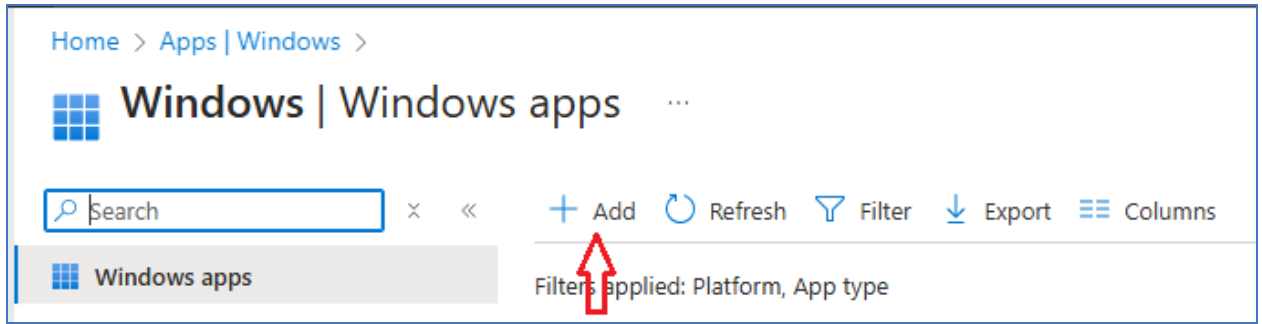 Home > Apps | Windows >
Windows | Windows apps ...
Search
Add Refresh Filter Export Columns
Windows apps
Filters applied: Platform, App type